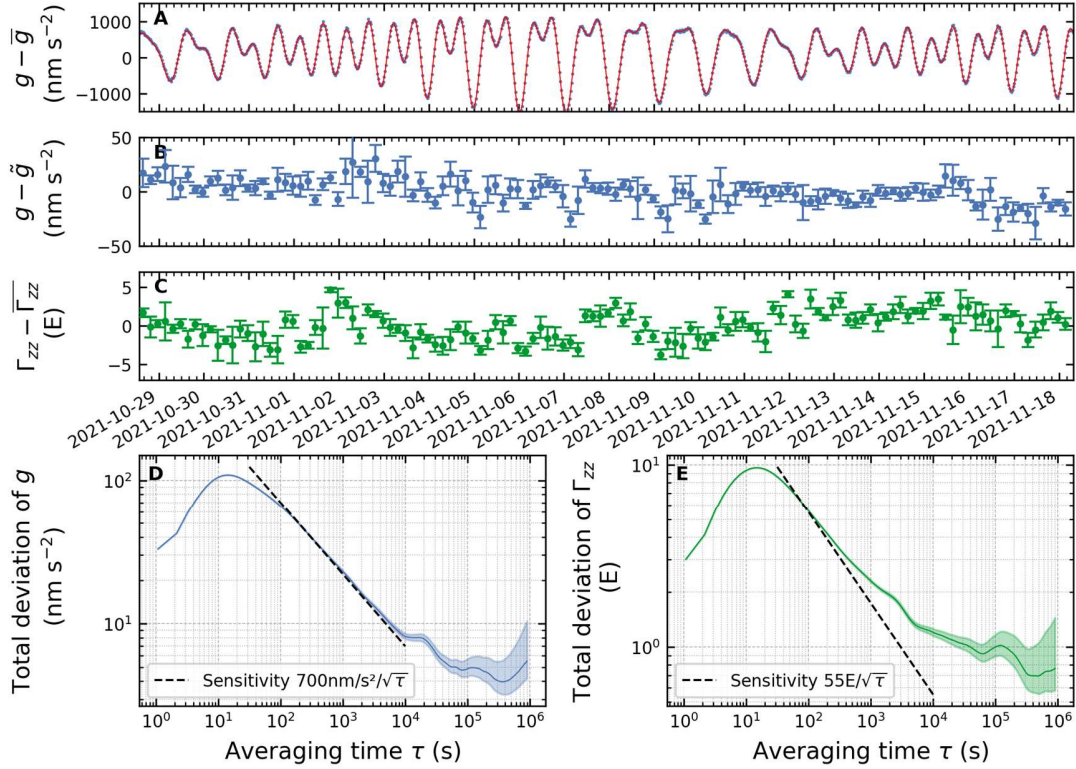 A
g − g̅
(nm s⁻²)
1000
0
−1000
B
g − g̃
(nm s⁻²)
50
0
−50
C
Γzz − Γ̅zz
(E)
5
0
−5
2021-10-29
2021-10-30
2021-10-31
2021-11-01
2021-11-02
2021-11-03
2021-11-04
2021-11-05
2021-11-06
2021-11-07
2021-11-08
2021-11-09
2021-11-10
2021-11-11
2021-11-12
2021-11-13
2021-11-14
2021-11-15
2021-11-16
2021-11-17
2021-11-18
D
Total deviation of g
(nm s⁻²)
10²
10¹
Sensitivity 700nm/s²/√τ
10⁰ 10¹ 10² 10³ 10⁴ 10⁵ 10⁶
Averaging time τ (s)
E
Total deviation of Γzz
(E)
10¹
10⁰
Sensitivity 55E/√τ
10⁰ 10¹ 10² 10³ 10⁴ 10⁵ 10⁶
Averaging time τ (s)